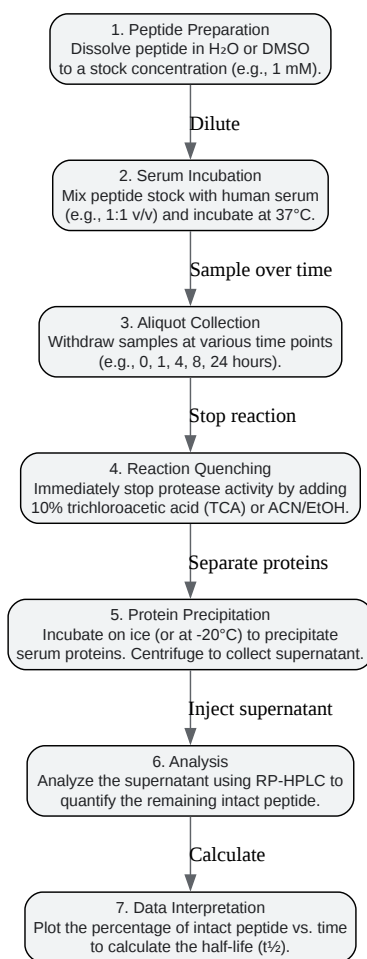 1. Peptide Preparation
Dissolve peptide in H₂O or DMSO
to a stock concentration (e.g., 1 mM).
Dilute
2. Serum Incubation
Mix peptide stock with human serum
(e.g., 1:1 v/v) and incubate at 37°C.
Sample over time
3. Aliquot Collection
Withdraw samples at various time points
(e.g., 0, 1, 4, 8, 24 hours).
Stop reaction
4. Reaction Quenching
Immediately stop protease activity by adding
10% trichloroacetic acid (TCA) or ACN/EtOH.
Separate proteins
5. Protein Precipitation
Incubate on ice (or at -20°C) to precipitate
serum proteins. Centrifuge to collect supernatant.
Inject supernatant
6. Analysis
Analyze the supernatant using RP-HPLC to
quantify the remaining intact peptide.
Calculate
7. Data Interpretation
Plot the percentage of intact peptide vs. time
to calculate the half-life (t½).